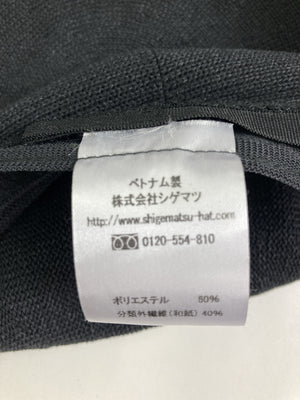 ベトナム製
株式会社シゲマツ
http://www.shigematsu-hat.com
0120-554-810
ポリエステル 50%
分類外繊維(和紙) 40%